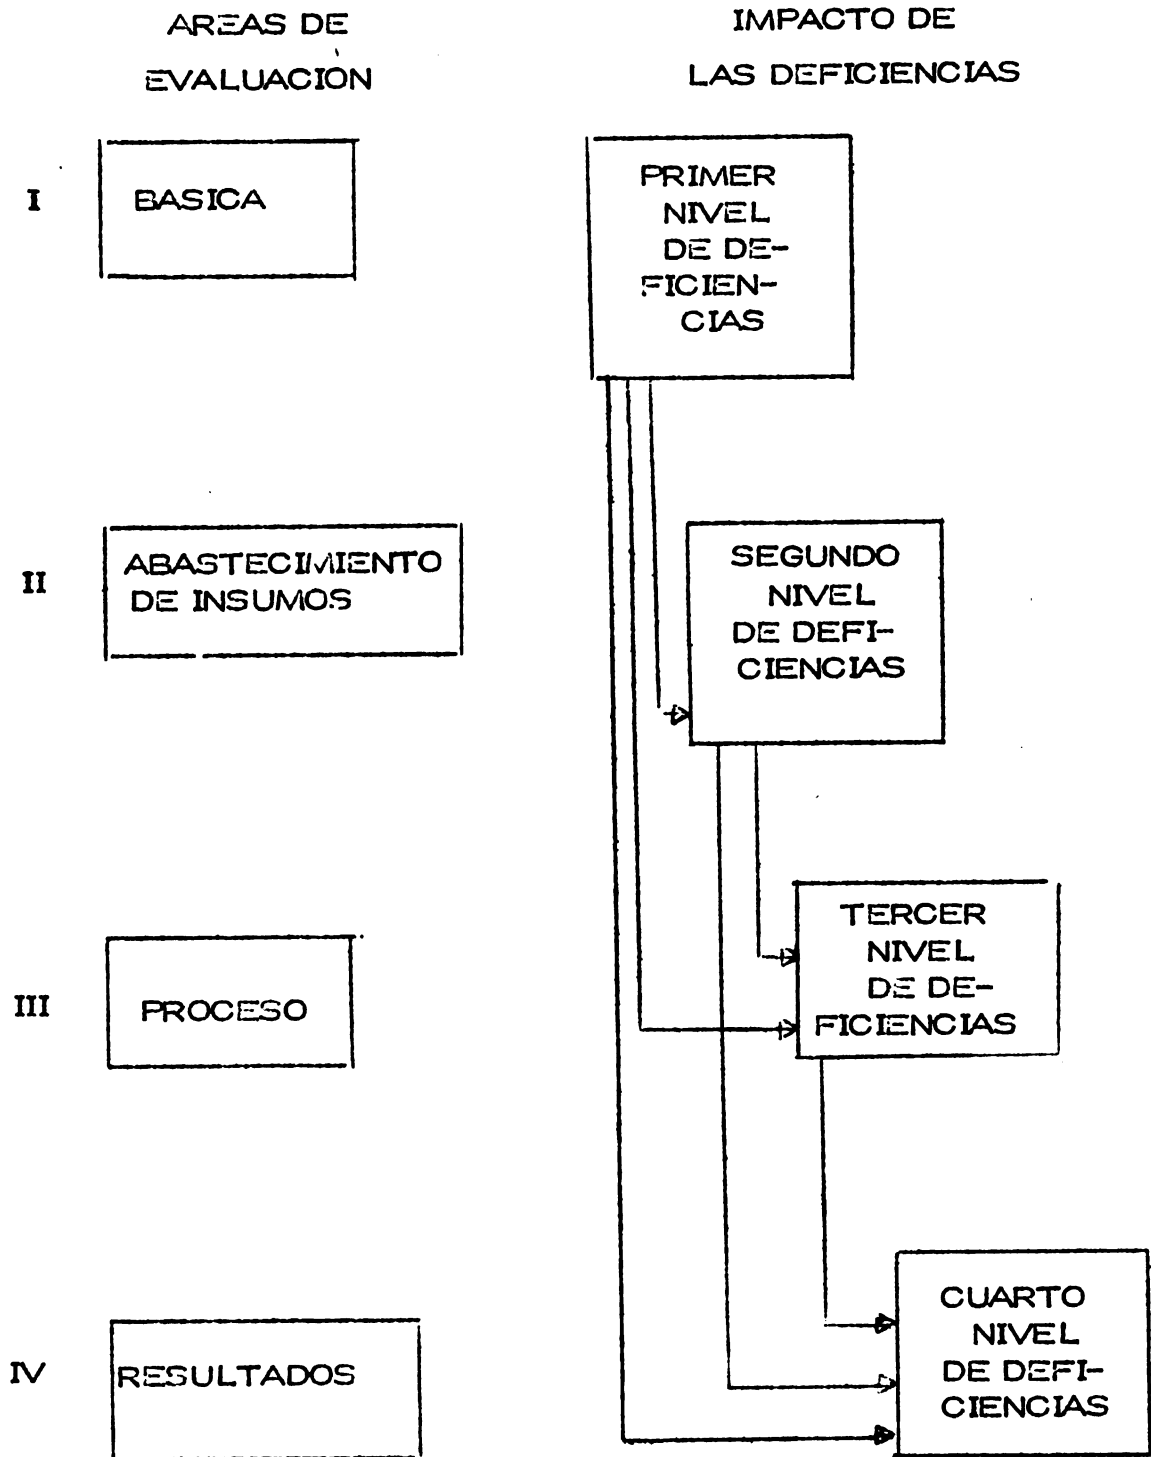 AREAS DE
EVALUACION
IMPACTO DE
LAS DEFICIENCIAS
I
BASICA
PRIMER
NIVEL
DE DE-
FICIEN-
CIAS
II
ABASTECIMIENTO
DE INSUMOS
SEGUNDO
NIVEL
DE DEFI-
CIENCIAS
III
PROCESO
TERCER
NIVEL
DE DE-
FICIENCIAS
IV
RESULTADOS
CUARTO
NIVEL
DE DEFI-
CIENCIAS